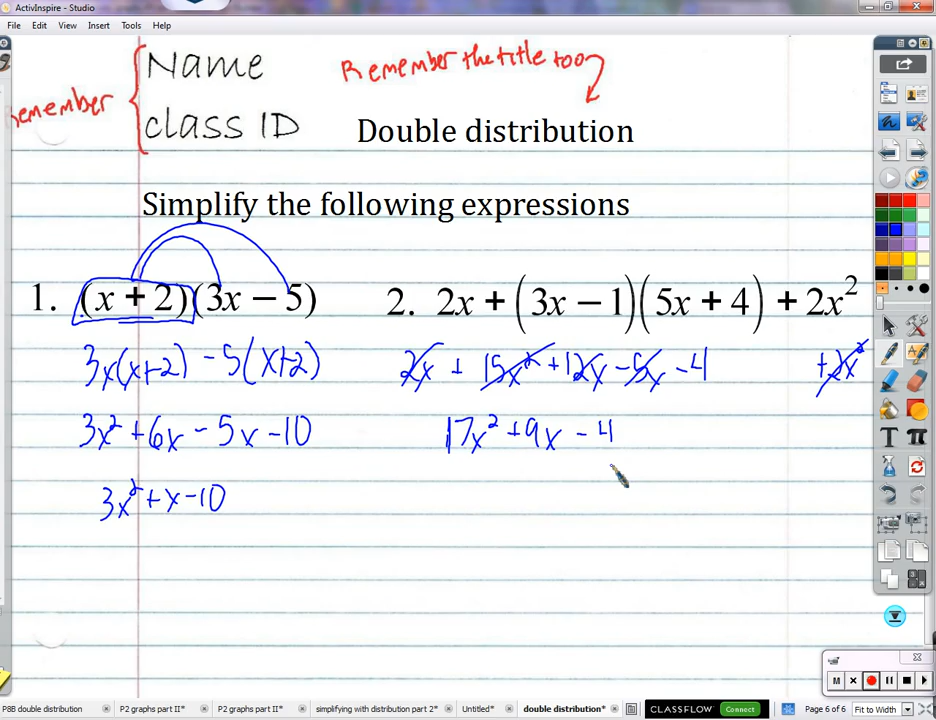 ActivInspire - Studio
File Edit View Insert Tools Help
Name
Remember the title too
Remember
class ID
Double distribution
Simplify the following expressions
1. (x + 2)(3x − 5)
2. 2x + (3x − 1)(5x + 4) + 2x²
3x(x+2) -5(x+2)
2x + 15x² +12x -5x -4 +2x²
3x² +6x -5x -10
17x² +9x -4
3x² +x -10
M
P8B double distribution P2 graphs part II* P2 graphs part II* simplifying with distribution part 2* Untitled* double distribution* CLASSFLOW Connect Page 6 of 6 Fit to Width